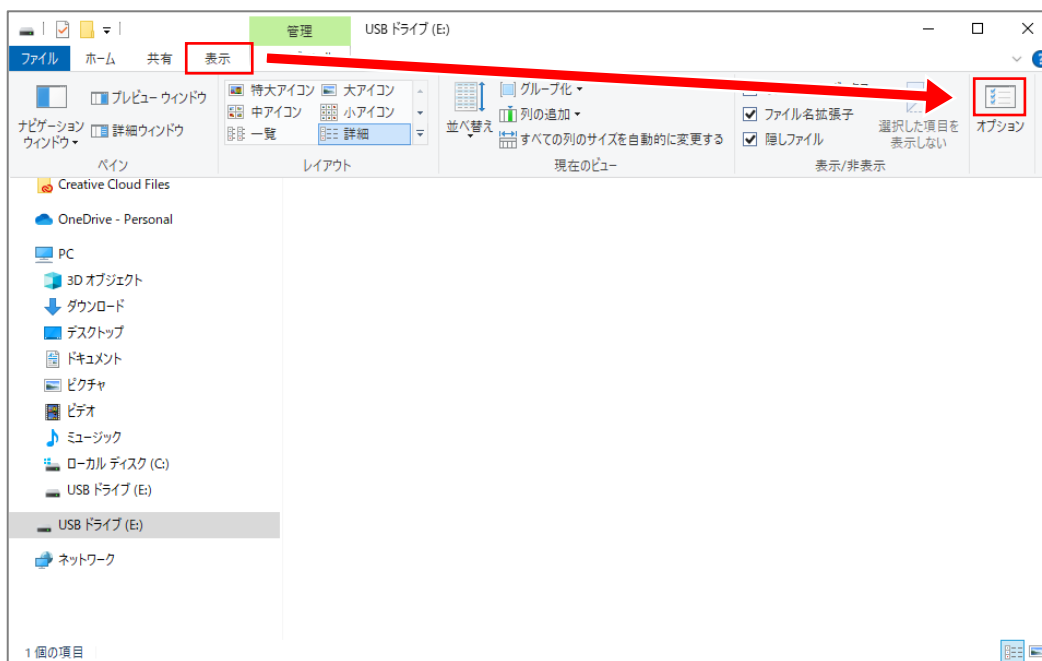 管理
USB ドライブ (E:)
ファイル
ホーム
共有
表示
ナビゲーション
ウィンドウ
プレビュー ウィンドウ
詳細ウィンドウ
ペイン
特大アイコン
大アイコン
中アイコン
小アイコン
一覧
詳細
レイアウト
並べ替え
グループ化
列の追加
すべての列のサイズを自動的に変更する
現在のビュー
ファイル名拡張子
隠しファイル
選択した項目を
表示しない
表示/非表示
オプション
Creative Cloud Files
OneDrive - Personal
PC
3D オブジェクト
ダウンロード
デスクトップ
ドキュメント
ピクチャ
ビデオ
ミュージック
ローカル ディスク (C:)
USB ドライブ (E:)
USB ドライブ (E:)
ネットワーク
1 個の項目